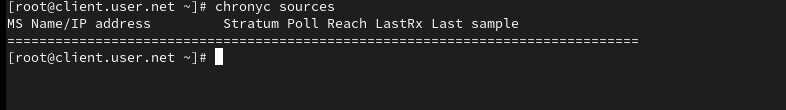 [root@client.user.net ~]# chronyc sources
MS Name/IP address         Stratum Poll Reach LastRx Last sample
===============================================================================
[root@client.user.net ~]#